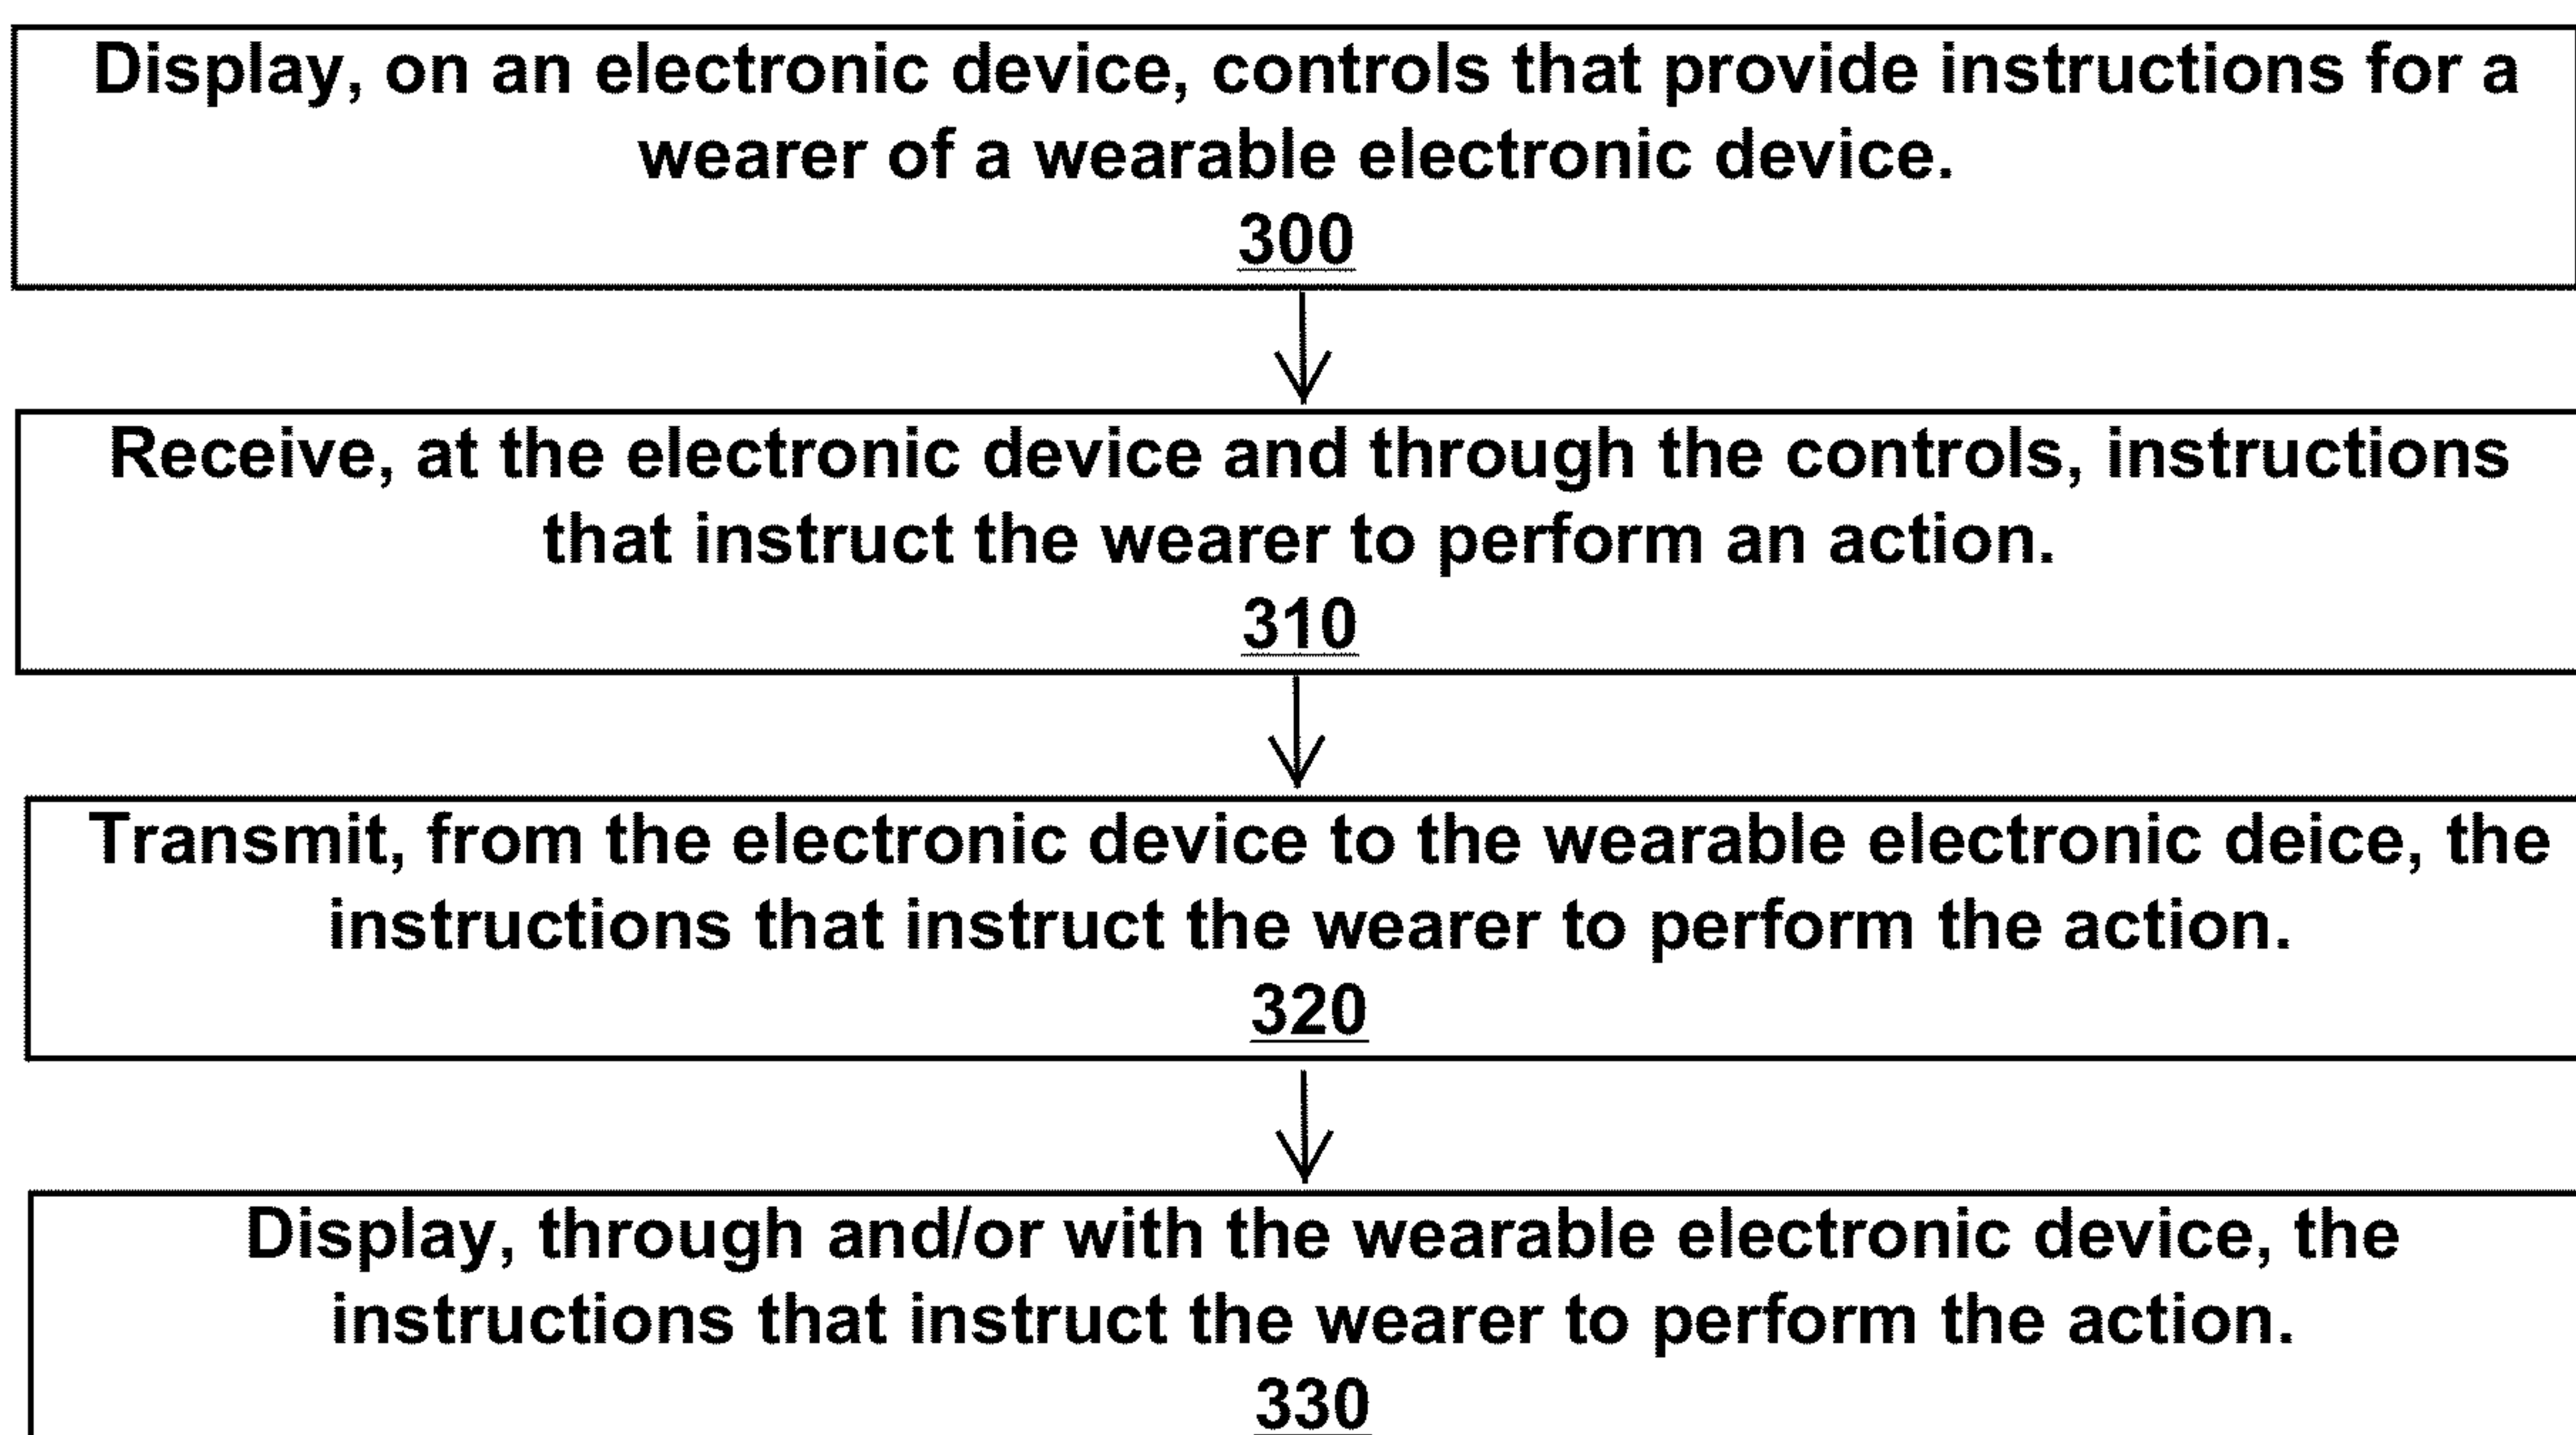 Display, on an electronic device, controls that provide instructions for a
wearer of a wearable electronic device.
300
Receive, at the electronic device and through the controls, instructions
that instruct the wearer to perform an action.
310
Transmit, from the electronic device to the wearable electronic deice, the
instructions that instruct the wearer to perform the action.
320
Display, through and/or with the wearable electronic device, the
instructions that instruct the wearer to perform the action.
330